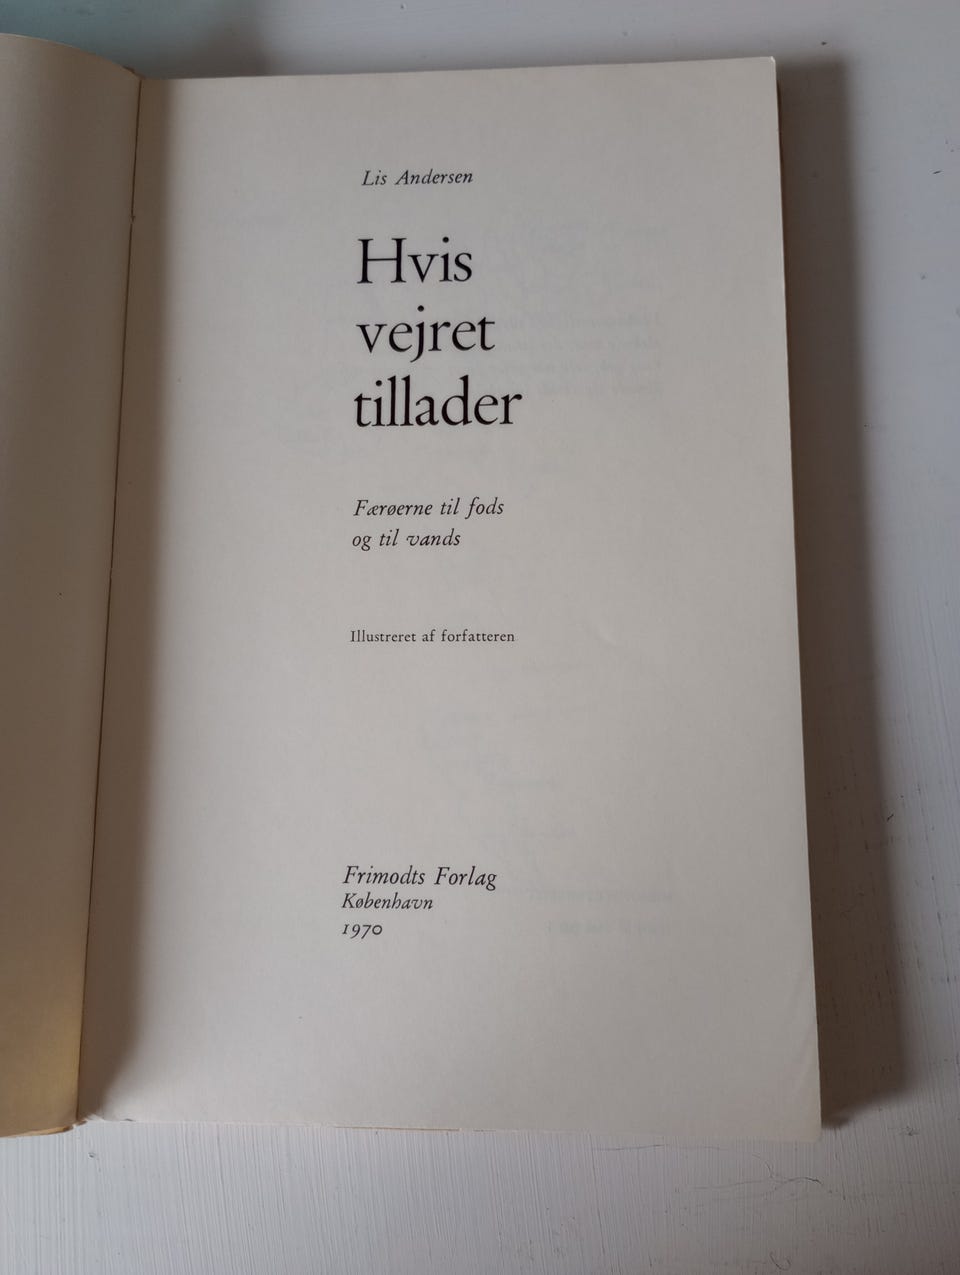 Lis Andersen
Hvis
vejret
tillader
Færøerne til fods
og til vands
Illustreret af forfatteren
Frimodts Forlag
København
1970